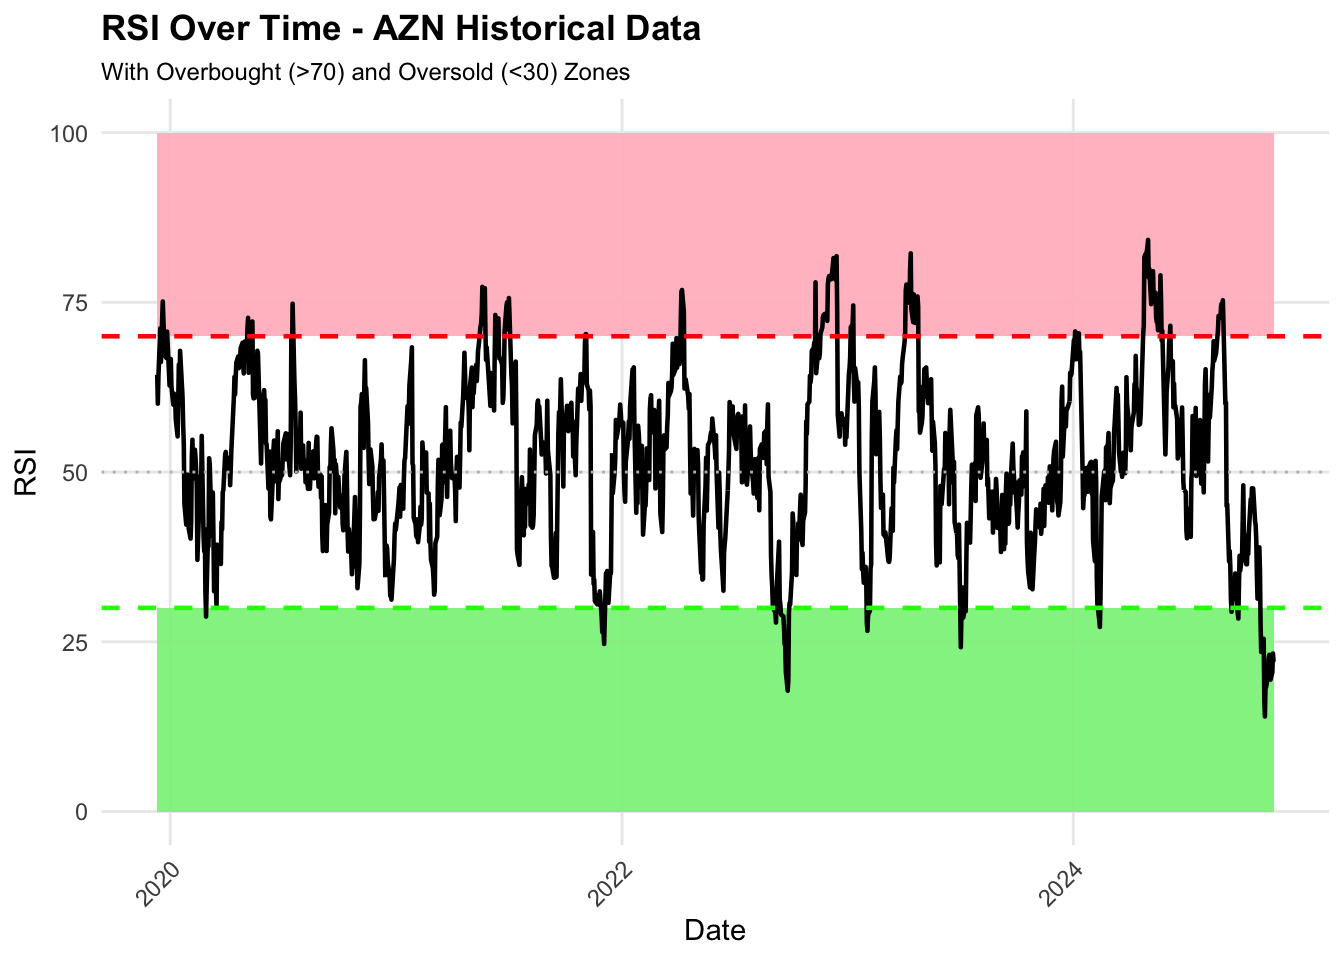 RSI Over Time - AZN Historical Data
With Overbought (>70) and Oversold (<30) Zones
100
75
50
25
0
RSI
2020
2022
2024
Date